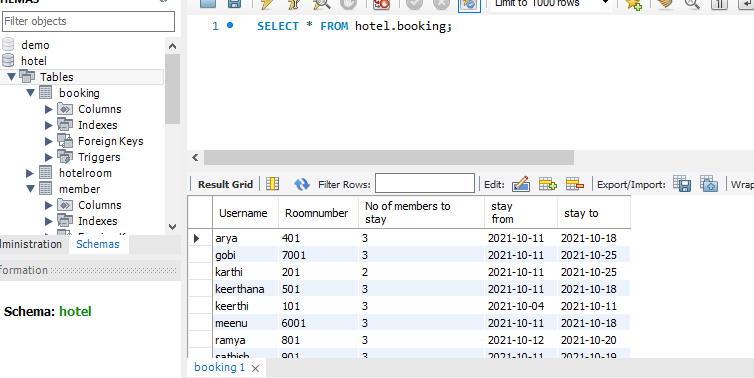 SCHEMAS
Filter objects
demo
hotel
Tables
booking
Columns
Indexes
Foreign Keys
Triggers
hotelroom
member
Columns
Indexes
Administration Schemas
Information
Schema: hotel
Limit to 1000 rows
1 SELECT * FROM hotel.booking;
Result Grid Filter Rows: Edit: Export/Import: Wrap
Username Roomnumber No of members to stay stay from stay to
arya 401 3 2021-10-11 2021-10-18
gobi 7001 3 2021-10-11 2021-10-25
karthi 201 2 2021-10-11 2021-10-25
keerthana 501 3 2021-10-11 2021-10-18
keerthi 101 3 2021-10-04 2021-10-11
meenu 6001 3 2021-10-11 2021-10-18
ramya 801 3 2021-10-12 2021-10-20
sathish 901 3 2021-10-11 2021-10-19
booking 1